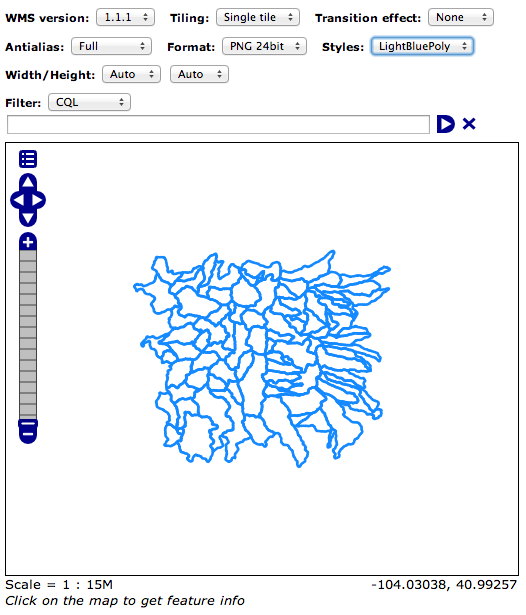 WMS version: 1.1.1 Tiling: Single tile Transition effect: None
Antialias: Full Format: PNG 24bit Styles: LightBluePoly
Width/Height: Auto Auto
Filter: CQL
Scale = 1 : 15M -104.03038, 40.99257
Click on the map to get feature info